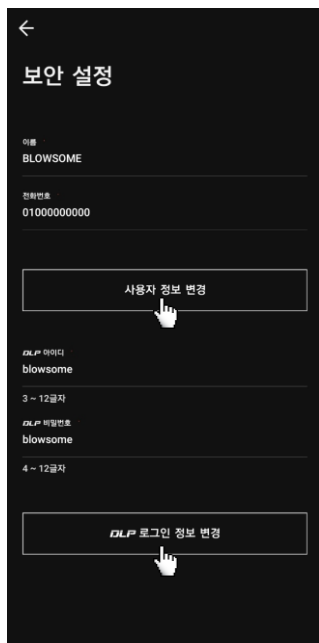 보안 설정
이름
BLOWSOME
전화번호
01000000000
사용자 정보 변경
DLP 아이디
blowsome
3 ~ 12글자
DLP 비밀번호
blowsome
4 ~ 12글자
DLP 로그인 정보 변경